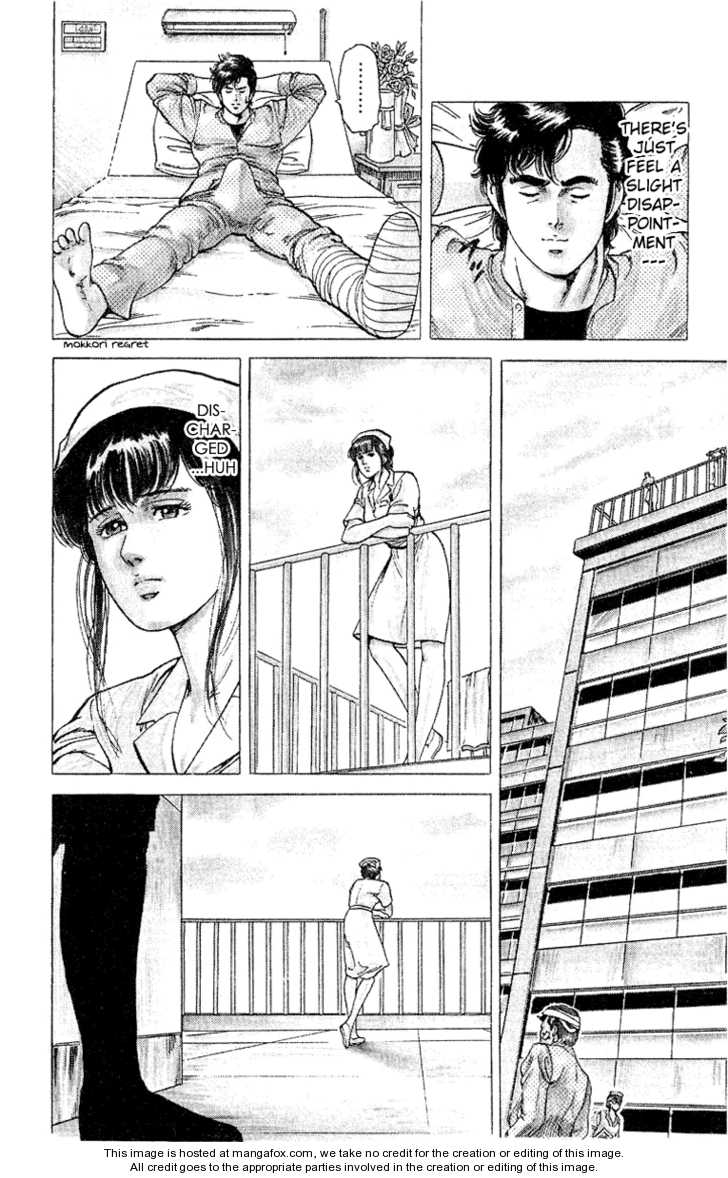 .......
THERE'S
JUST
FEEL A
SLIGHT
DISAP-
POINT-
MENT
---
mokkori regret
DIS-
CHAR-
GED
...HUH
This image is hosted at mangafox.com, we take no credit for the creation or editing of this image.
All credit goes to the appropriate parties involved in the creation or editing of this image.